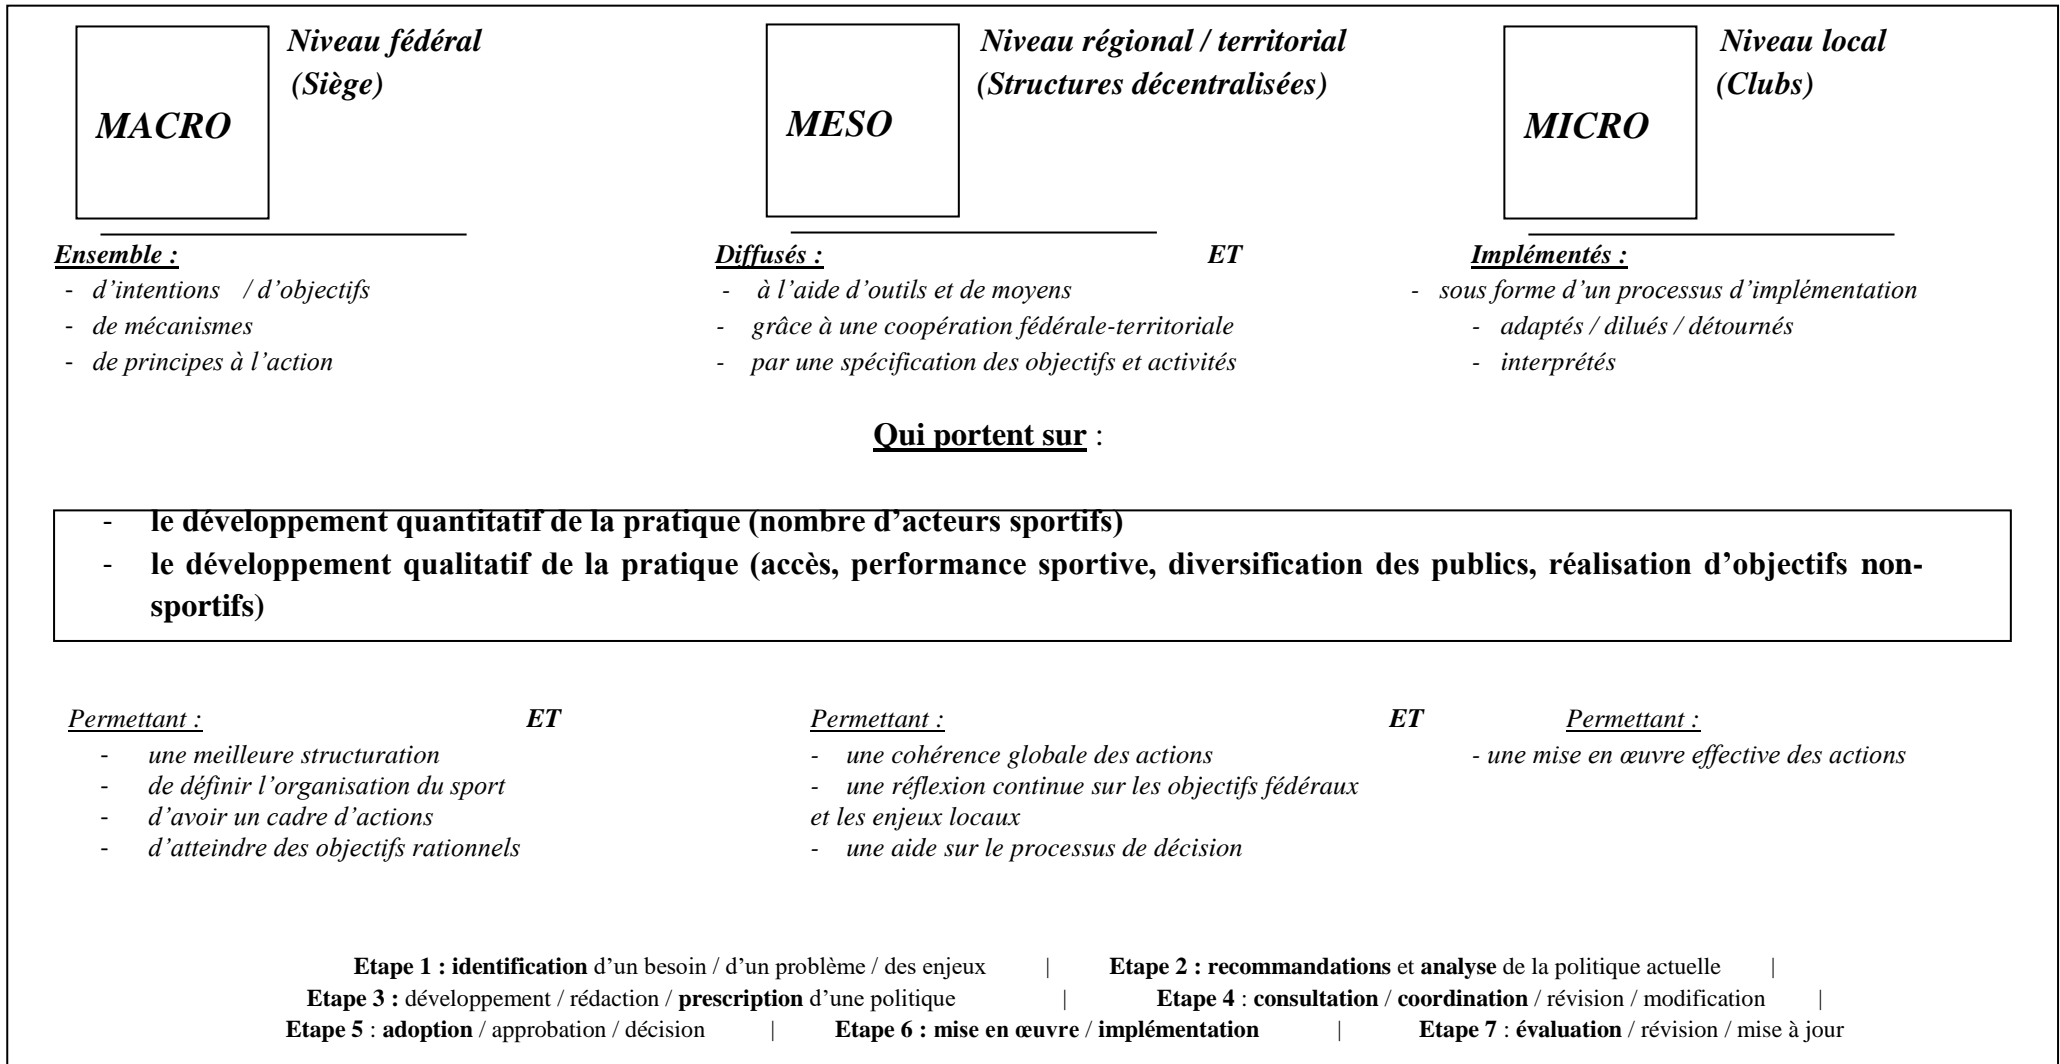 MACRO
Niveau fédéral
(Siège)
MESO
Niveau régional / territorial
(Structures décentralisées)
MICRO
Niveau local
(Clubs)
Ensemble :
- d’intentions / d’objectifs
- de mécanismes
- de principes à l’action
Diffusés : ET
- à l’aide d’outils et de moyens
- grâce à une coopération fédérale-territoriale
- par une spécification des objectifs et activités
Implémentés :
- sous forme d’un processus d’implémentation
- adaptés / dilués / détournés
- interprétés
Qui portent sur :
- le développement quantitatif de la pratique (nombre d’acteurs sportifs)
- le développement qualitatif de la pratique (accès, performance sportive, diversification des publics, réalisation d’objectifs non-
sportifs)
Permettant : ET
- une meilleure structuration
- de définir l’organisation du sport
- d’avoir un cadre d’actions
- d’atteindre des objectifs rationnels
Permettant : ET
- une cohérence globale des actions
- une réflexion continue sur les objectifs fédéraux
et les enjeux locaux
- une aide sur le processus de décision
Permettant :
- une mise en œuvre effective des actions
Etape 1 : identification d’un besoin / d’un problème / des enjeux | Etape 2 : recommandations et analyse de la politique actuelle |
Etape 3 : développement / rédaction / prescription d’une politique | Etape 4 : consultation / coordination / révision / modification |
Etape 5 : adoption / approbation / décision | Etape 6 : mise en œuvre / implémentation | Etape 7 : évaluation / révision / mise à jour